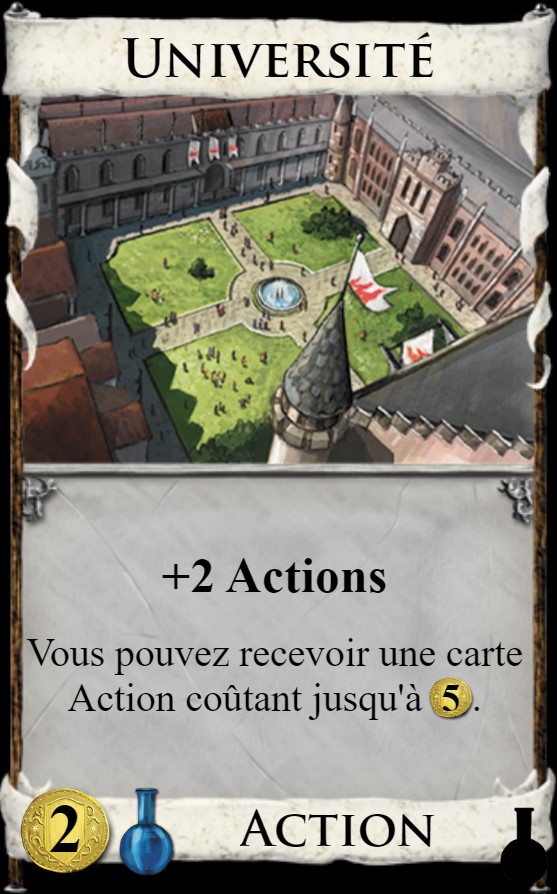 Université
+2 Actions
Vous pouvez recevoir une carte
Action coûtant jusqu'à 5.
2 Action